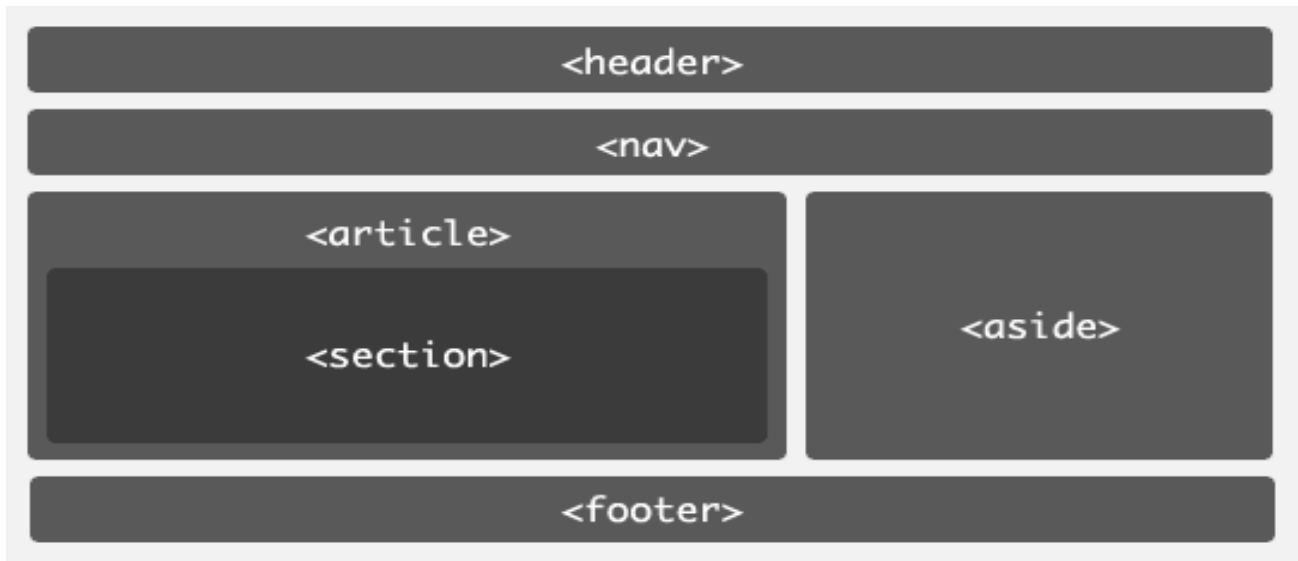 <header>
<nav>
<article>
<section>
<aside>
<footer>